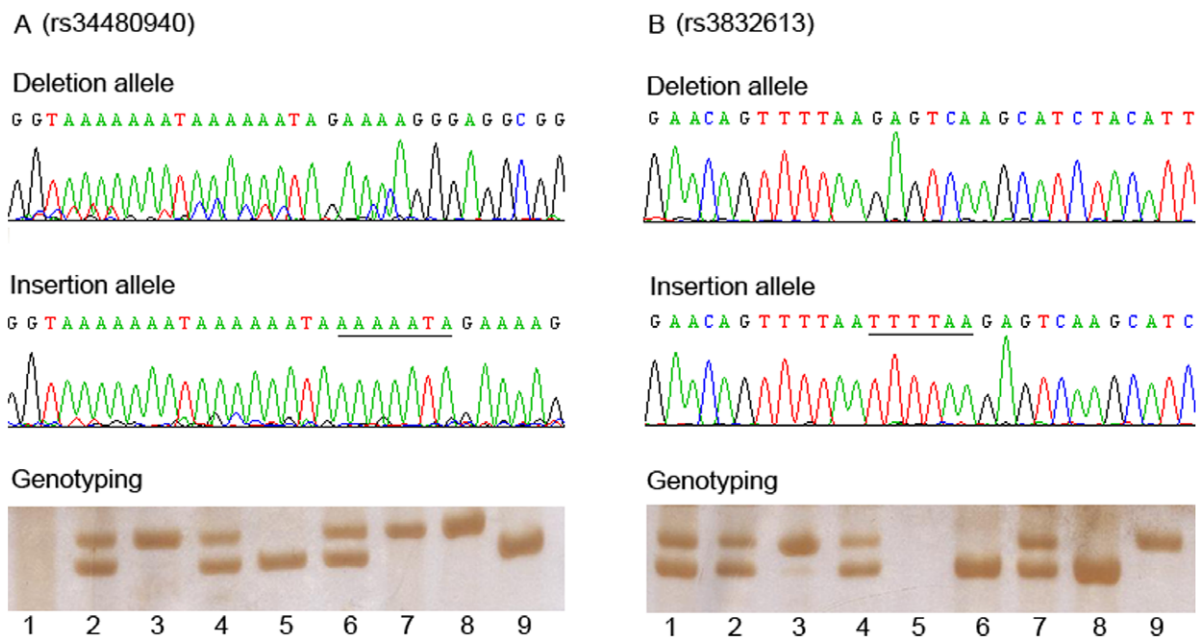 A (rs34480940)
Deletion allele
G G T A A A A A A A T A A A A A A T A G A A A A G G G A G G C G G
Insertion allele
G G T A A A A A A A T A A A A A A T A A A A A A T A G A A A A G
Genotyping
1 2 3 4 5 6 7 8 9
B (rs3832613)
Deletion allele
G A A C A G T T T T A A G A G T C A A G C A T C T A C A T T
Insertion allele
G A A C A G T T T T A A T T T T A A G A G T C A A G C A T C
Genotyping
1 2 3 4 5 6 7 8 9